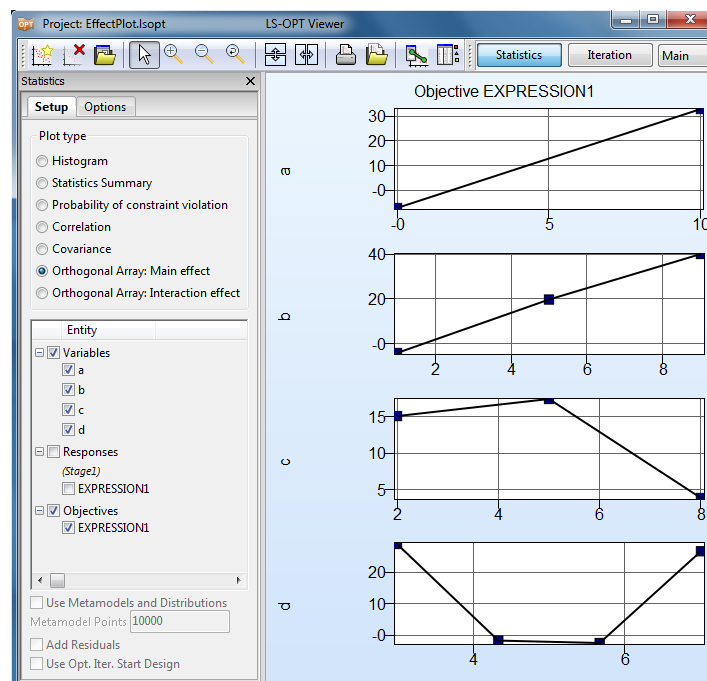 OPT Project: EffectPlot.lsopt LS-OPT Viewer
Statistics Iteration Main
Statistics
Setup Options
Plot type
Histogram
Statistics Summary
Probability of constraint violation
Correlation
Covariance
Orthogonal Array: Main effect
Orthogonal Array: Interaction effect
Entity
Variables
a
b
c
d
Responses
(Stage1)
EXPRESSION1
Objectives
EXPRESSION1
Use Metamodels and Distributions
Metamodel Points 10000
Add Residuals
Use Opt. Iter. Start Design
Objective EXPRESSION1
a
30
20
10
-0
-0 5 10
b
40
20
-0
2 4 6 8
c
15
10
5
2 4 6 8
d
20
10
-0
4 6